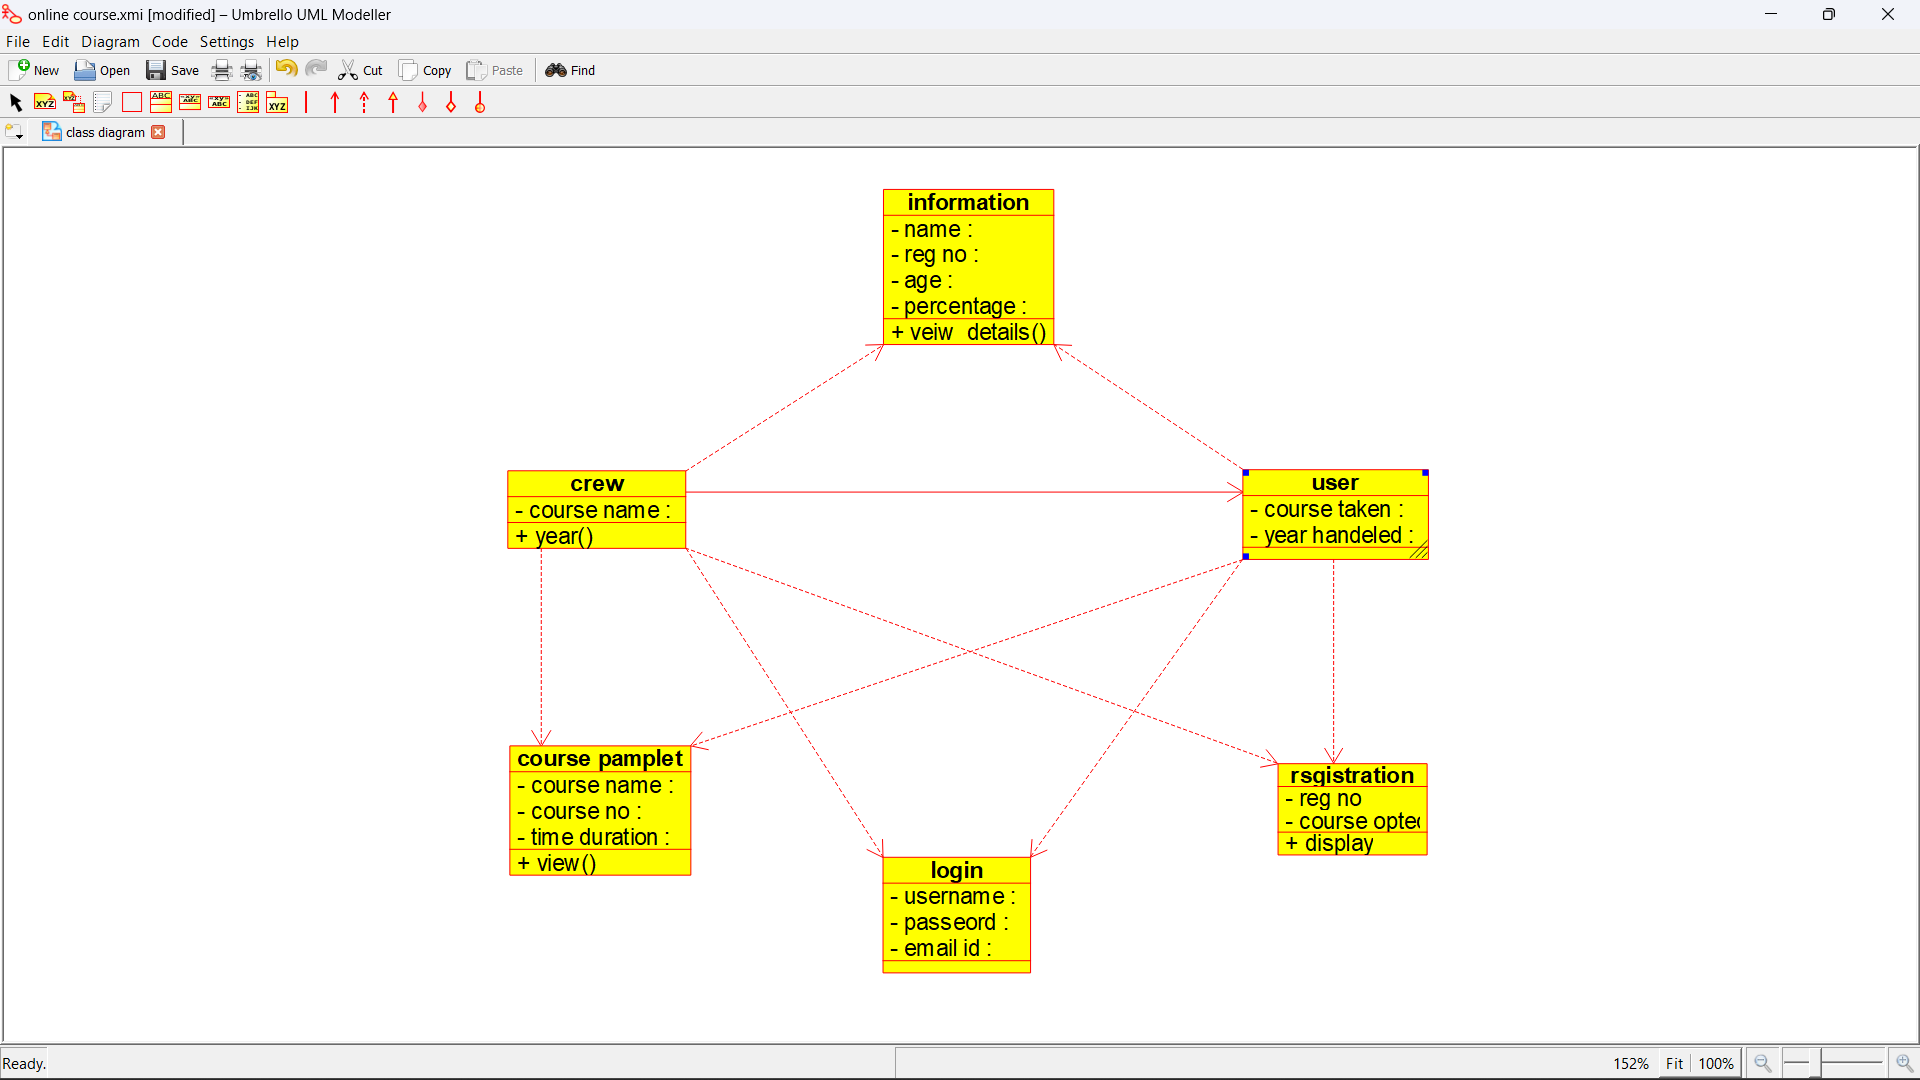 online course.xmi [modified] – Umbrello UML Modeller
File Edit Diagram Code Settings Help
New Open Save Cut Copy Paste Find
class diagram
information
- name :
- reg no :
- age :
- percentage :
+ veiw details()
crew
- course name :
+ year()
user
- course taken :
- year handeled :
course pamplet
- course name :
- course no :
- time duration :
+ view()
rsgistration
- reg no
- course opted
+ display
login
- username :
- passeord :
- email id :
Ready.
152% Fit 100%